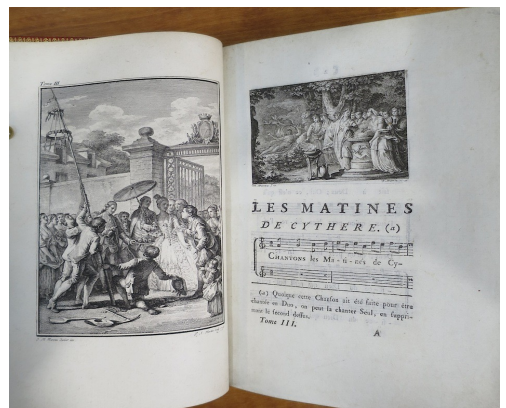 Tome III.
LES MATINES
DE CYTHERE. (a)
CHANTONS les Ma - ti - nes de Cy-
(a) Quoique cette Chanson ait été faite pour être
chantée en Duo, on peut la chanter Seul, en suppri-
mant le second dessus.
Tome III. A